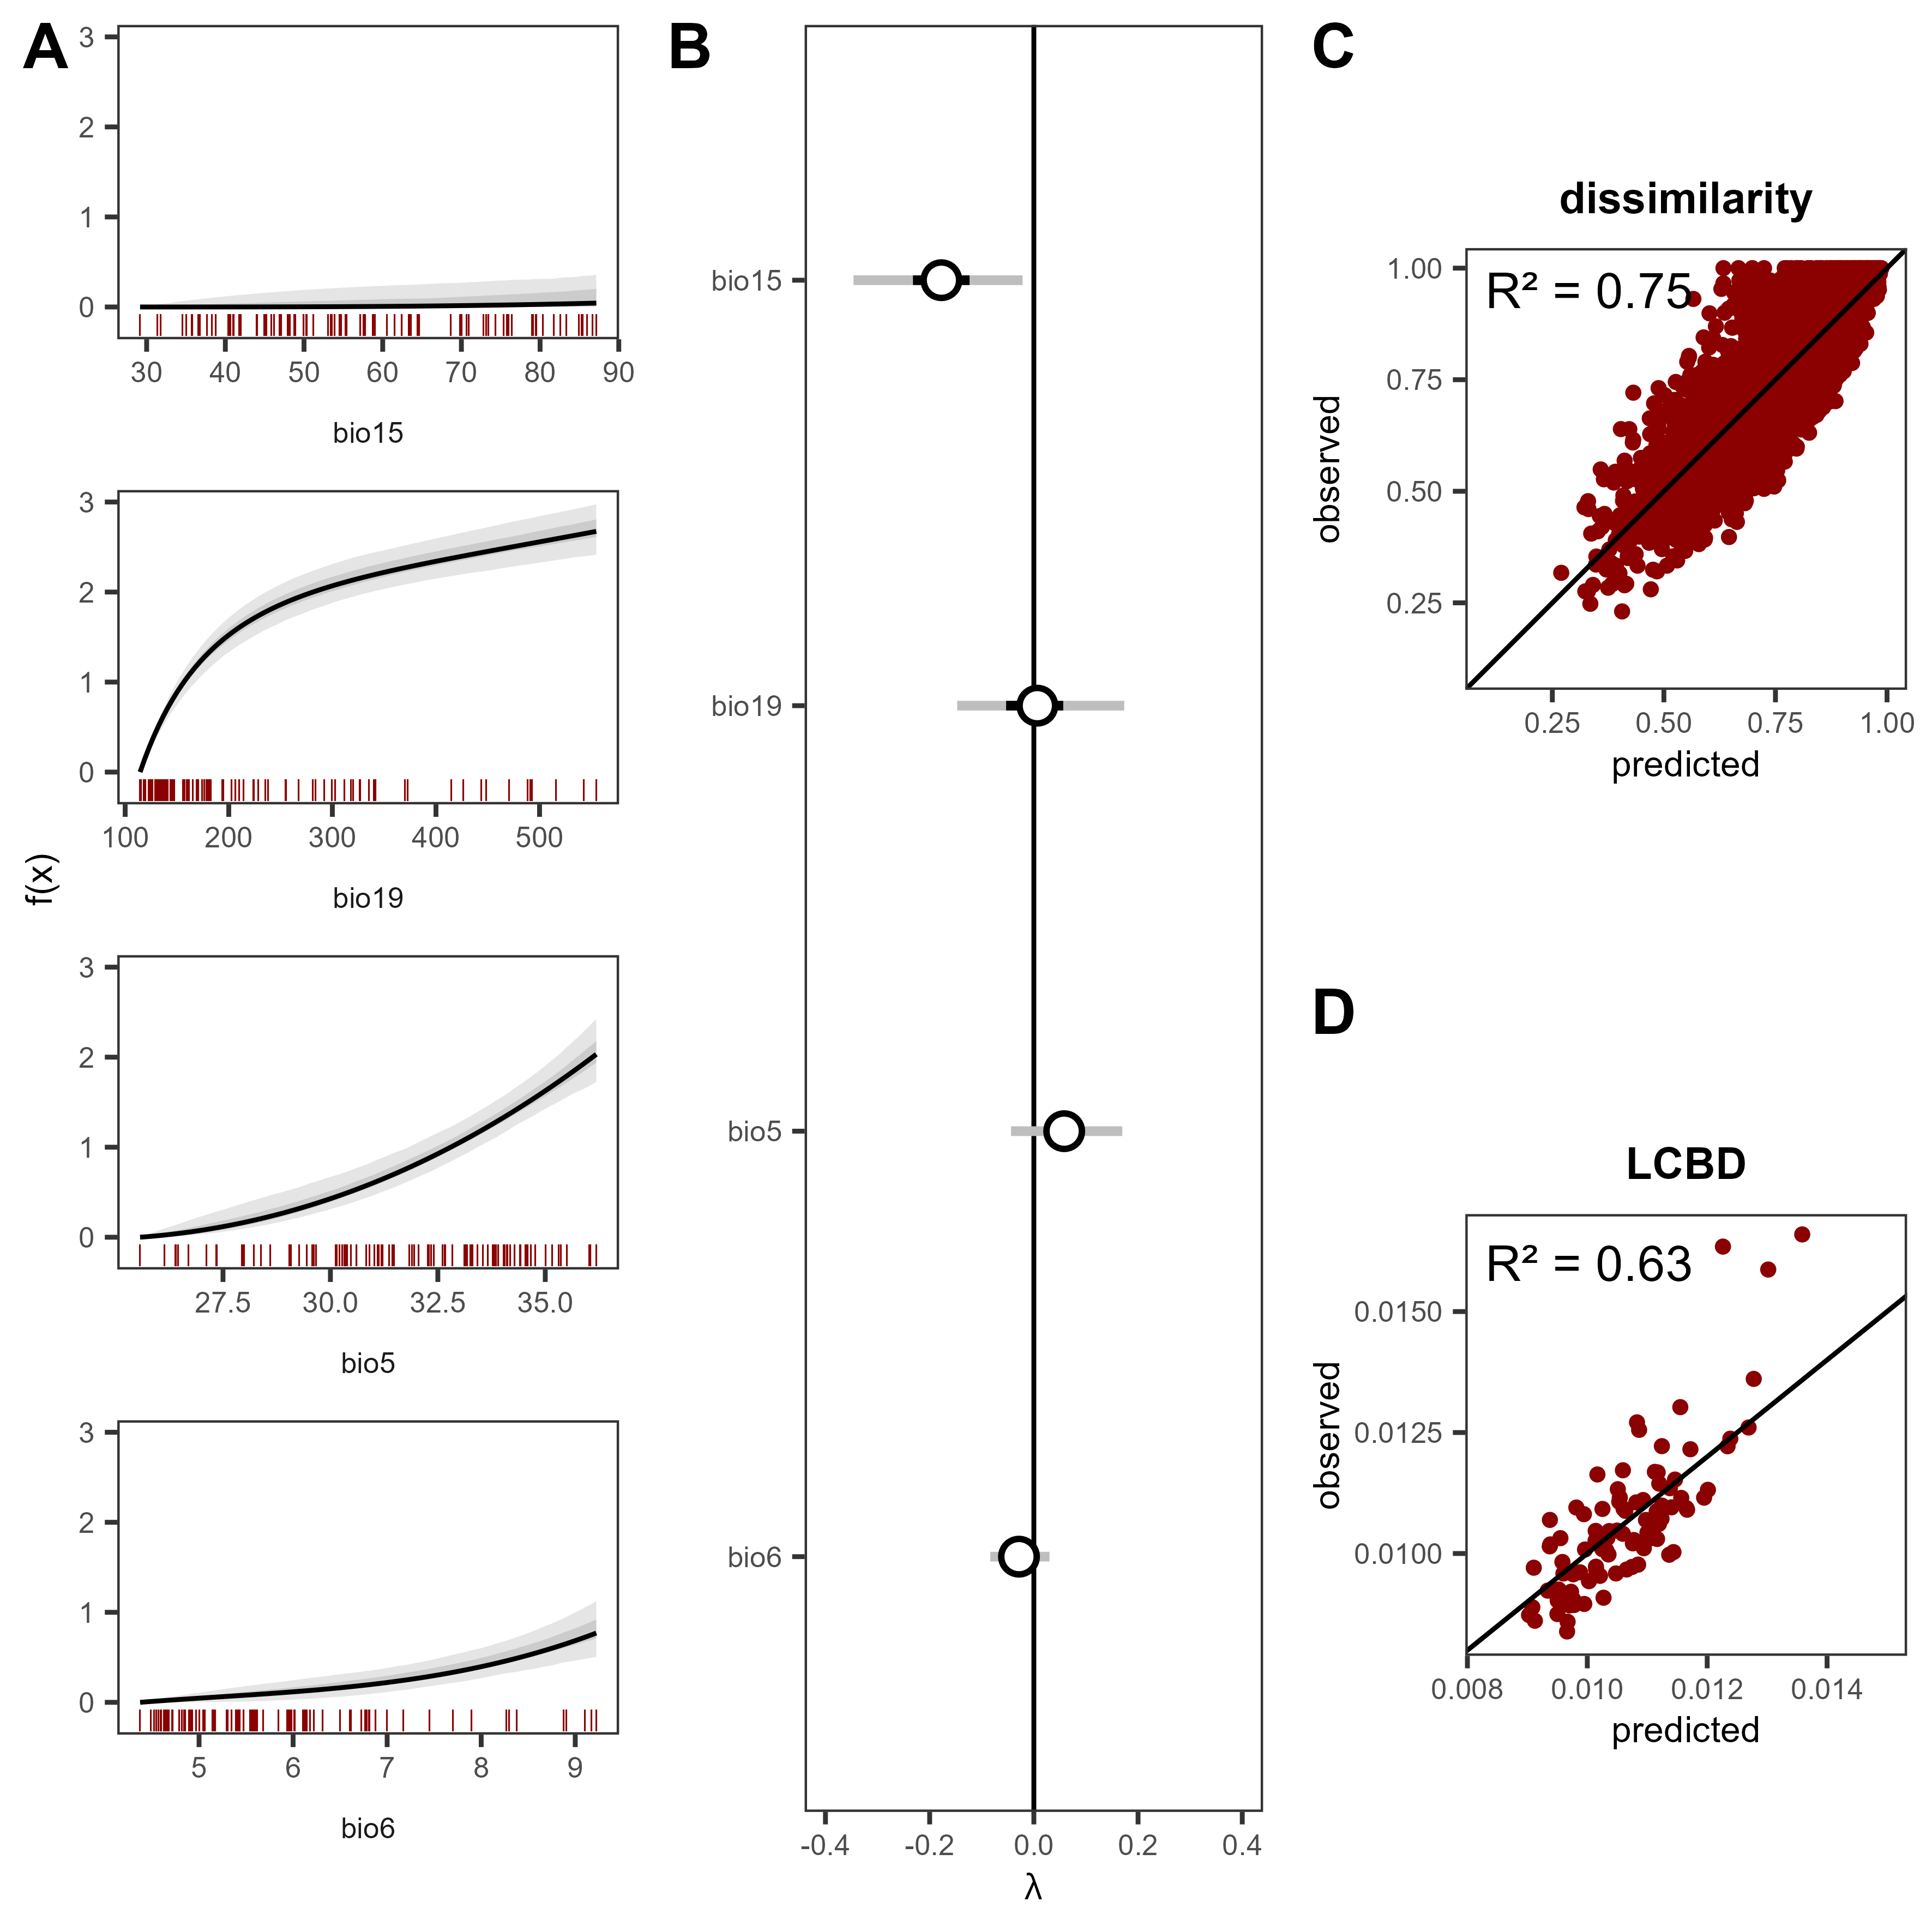 A
3
2
1
0
30 40 50 60 70 80 90
bio15
3
2
1
0
100 200 300 400 500
bio19
f(x)
3
2
1
0
27.5 30.0 32.5 35.0
bio5
3
2
1
0
5 6 7 8 9
bio6
B
bio15
bio19
bio5
bio6
-0.4 -0.2 0.0 0.2 0.4
λ
C
dissimilarity
R² = 0.75
1.00
0.75
0.50
0.25
observed
0.25 0.50 0.75 1.00
predicted
D
LCBD
R² = 0.63
0.0150
0.0125
0.0100
observed
0.008 0.010 0.012 0.014
predicted